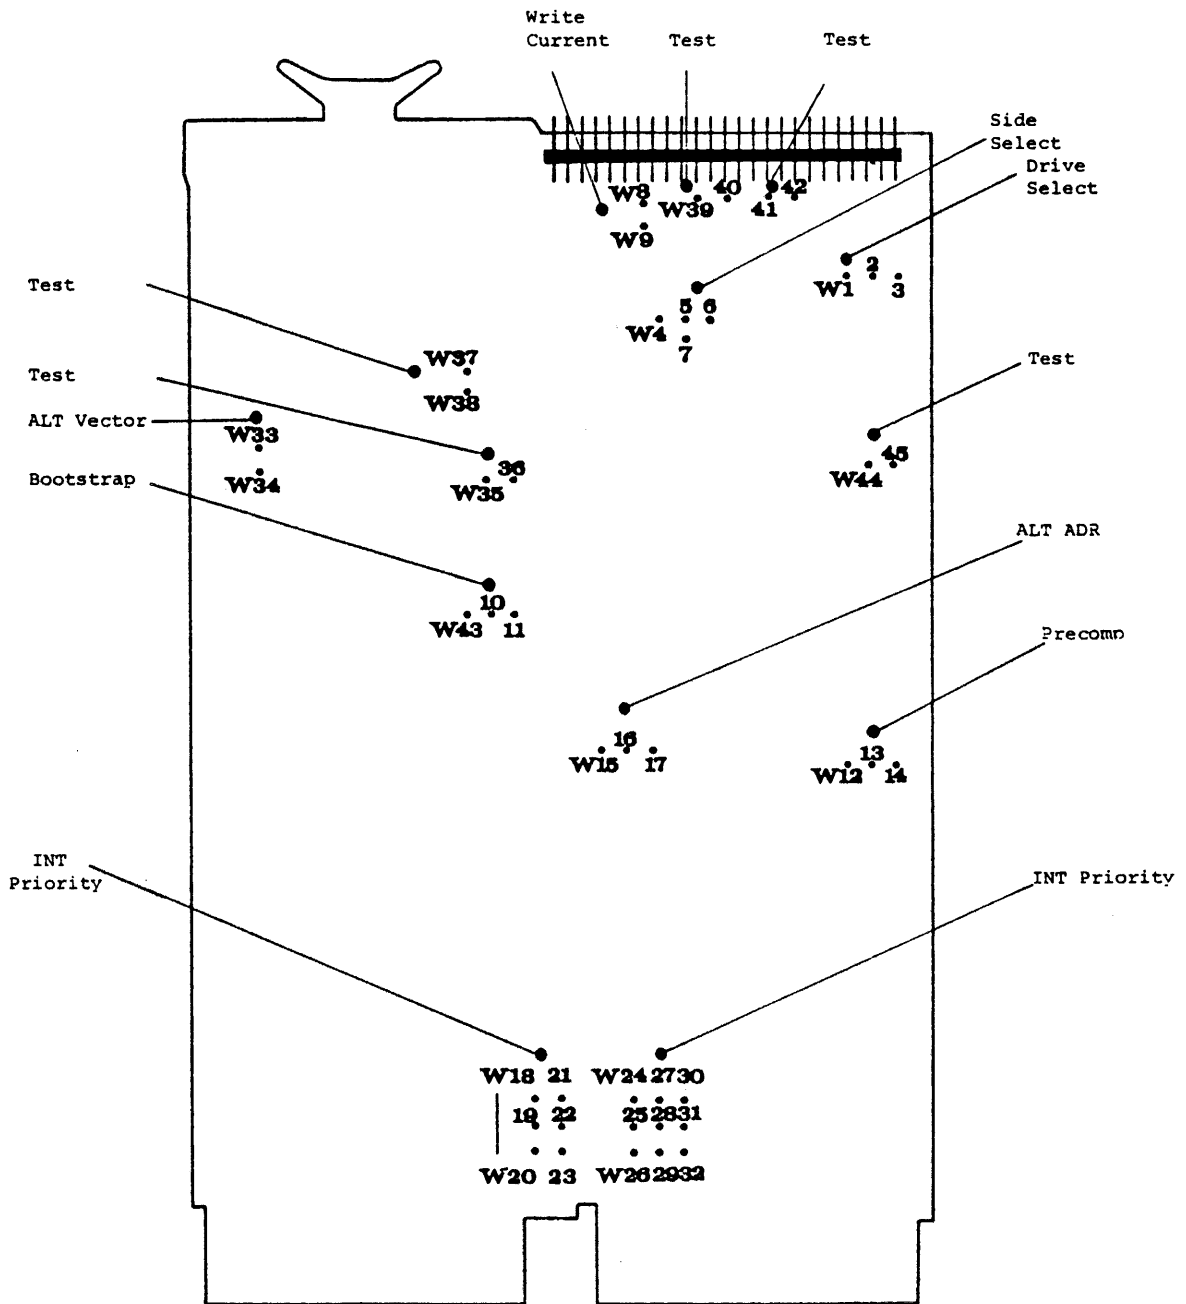 Write
Current
Test
Test
Side
Select
Drive
Select
W8
W39
40
42
41
W9
2
W1
3
Test
5 6
W4
7
W37
Test
Test
W38
ALT Vector
W33
45
36
W44
Bootstrap
W34
W35
ALT ADR
10
W43
11
Precomp
16
13
W15
17
W12
14
INT
Priority
INT Priority
W18 21
W24 27 30
19 22
25 28 31
W20 23
W26 29 32